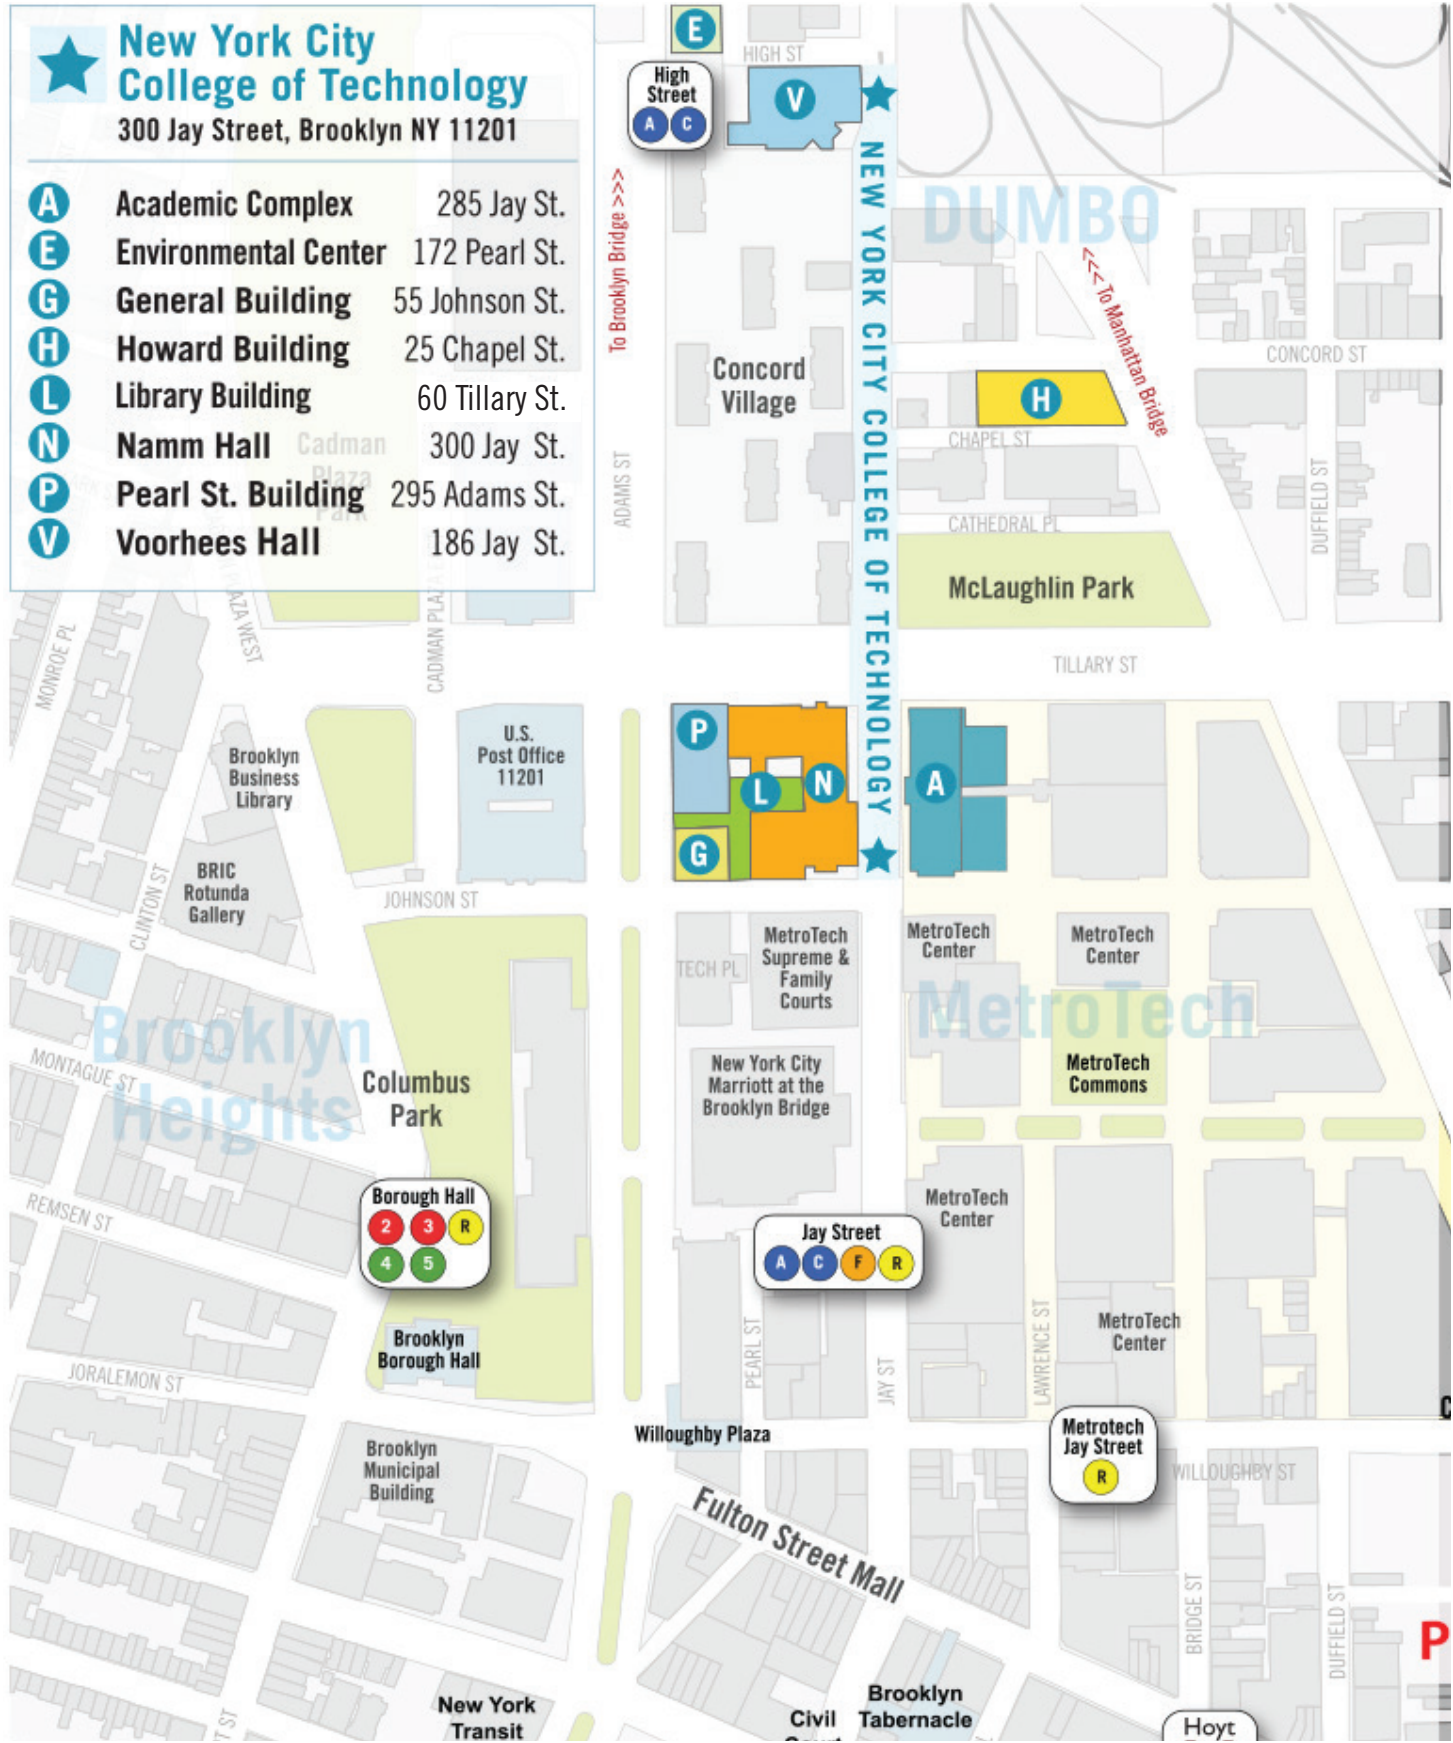 New York City
College of Technology
300 Jay Street, Brooklyn NY 11201
A Academic Complex 285 Jay St.
E Environmental Center 172 Pearl St.
G General Building 55 Johnson St.
H Howard Building 25 Chapel St.
L Library Building 60 Tillary St.
N Namm Hall 300 Jay St.
P Pearl St. Building 295 Adams St.
V Voorhees Hall 186 Jay St.
Cadman
Plaza
Park
E
HIGH ST
High
Street
A C
V
NEW YORK CITY COLLEGE OF TECHNOLOGY
To Brooklyn Bridge >>>
DUMBO
<<< To Manhattan Bridge
Concord
Village
CONCORD ST
H
CHAPEL ST
ADAMS ST
DUFFIELD ST
CATHEDRAL PL
McLaughlin Park
MONROE PL
PLAZA WEST
CADMAN PLAZA
TILLARY ST
U.S.
Post Office
11201
Brooklyn
Business
Library
P
L
N
G
A
BRIC
Rotunda
Gallery
CLINTON ST
JOHNSON ST
TECH PL
MetroTech
Supreme &
Family
Courts
MetroTech
Center
MetroTech
Center
MetroTech
Brooklyn
Heights
MONTAGUE ST
Columbus
Park
New York City
Marriott at the
Brooklyn Bridge
MetroTech
Commons
Borough Hall
2 3 R
4 5
REMSEN ST
MetroTech
Center
Jay Street
A C F R
Brooklyn
Borough Hall
PEARL ST
JAY ST
LAWRENCE ST
MetroTech
Center
JORALEMON ST
Willoughby Plaza
Metrotech
Jay Street
R
WILLOUGHBY ST
Brooklyn
Municipal
Building
Fulton Street Mall
BRIDGE ST
DUFFIELD ST
P
New York
Transit
Civil
Brooklyn
Tabernacle
Hoyt